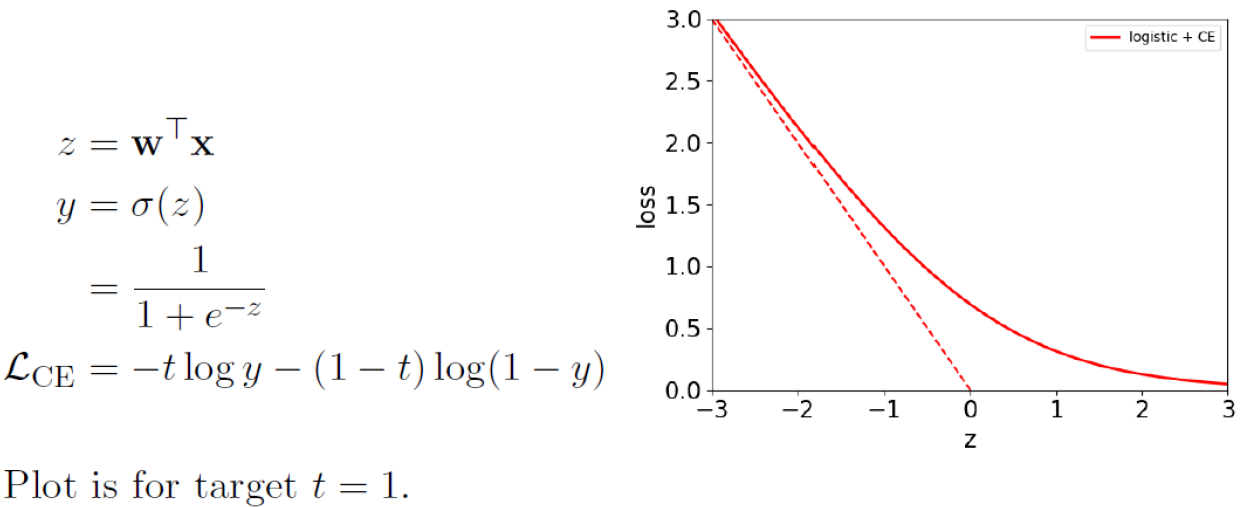 z = w⊤x
y = σ(z)
= 1 / (1 + e^{−z})
ℒ_CE = −t log y − (1 − t) log(1 − y)
Plot is for target t = 1.
logistic + CE
3.0
2.5
2.0
1.5
1.0
0.5
0.0
loss
−3 −2 −1 0 1 2 3
z